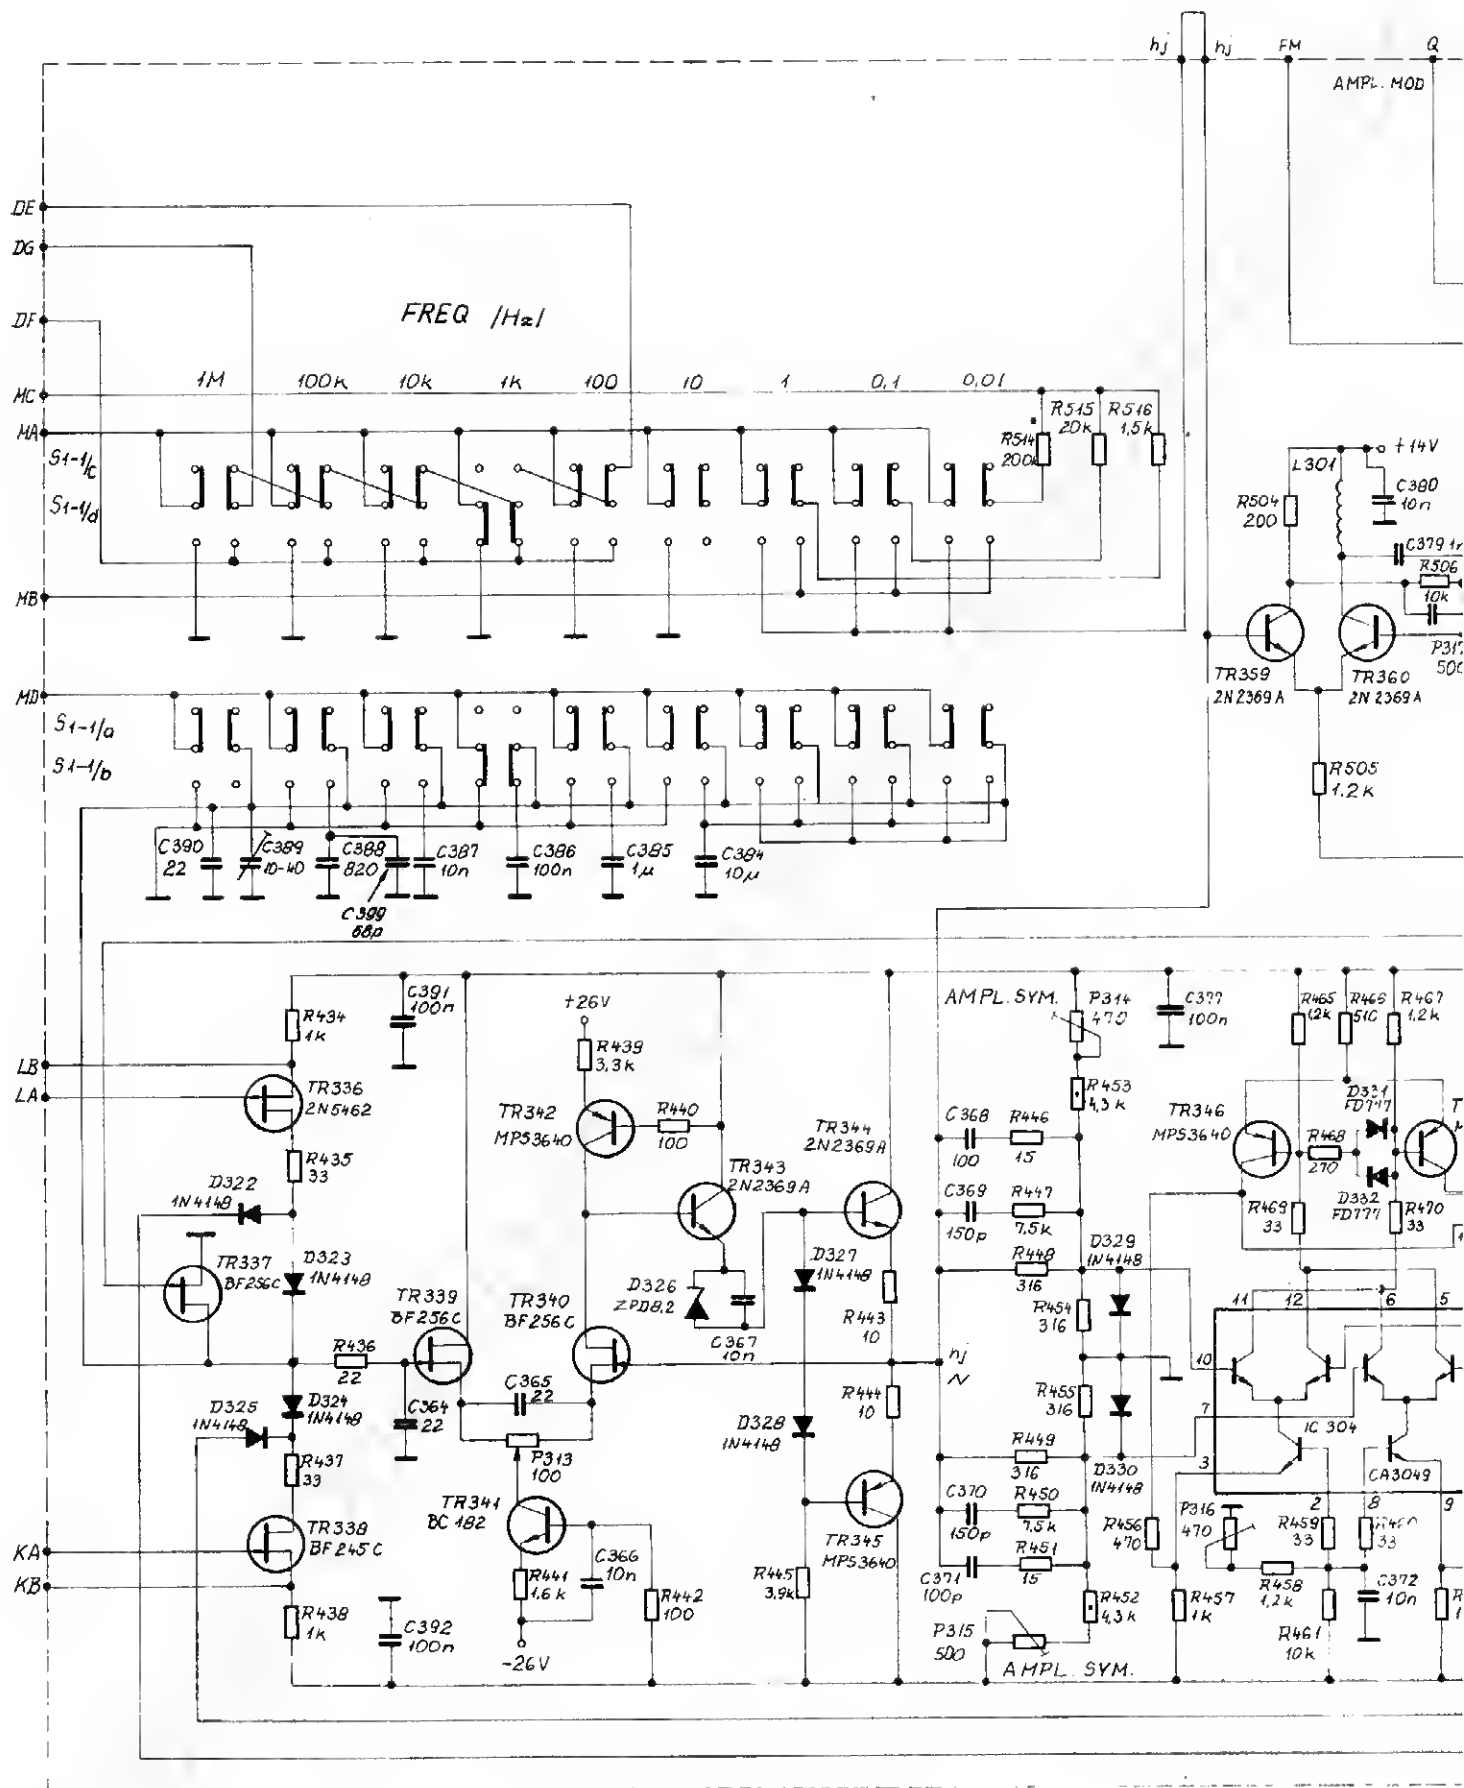 hj
hj
FM
Q
AMPL. MOD
DE
DG
DF
FREQ /Hz/
MC
1M
100K
10k
1k
100
10
1
0,1
0,01
MA
R514
200k
R515
20k
R516
1,5k
S1-1/c
S1-1/d
MB
+14V
L301
C380
10n
R504
200
C379
R506
10k
TR359
2N2369A
TR360
2N2369A
R505
1.2K
MD
S1-1/a
S1-1/b
C390
22
C389
10-40
C388
820
C399
68p
C387
10n
C386
100n
C385
1µ
C384
10µ
R434
1k
C391
100n
+26V
R439
3,3k
AMPL. SYM.
P314
470
C377
100n
R465
1,2k
R466
510
R467
1,2k
LB
LA
TR336
2N5462
TR342
MPS3640
R440
100
TR344
2N2369A
R453
4,3k
C368
100
R446
15
TR346
MPS3640
D331
FD777
R468
270
D332
FD777
R435
33
D322
1N4148
TR343
2N2369A
C369
150p
R447
7,5k
R469
33
R470
33
TR337
BF256C
D323
1N4148
TR339
BF256C
TR340
BF256C
D326
ZPD8,2
C367
10n
D327
1N4148
R443
10
R448
316
D329
1N4148
R454
316
11
12
6
5
10
R436
22
hj
~
D325
1N4148
D324
1N4148
C364
22
C365
22
R444
10
R455
316
7
IC304
D328
1N4148
R437
33
P313
100
R449
316
D330
1N4148
3
CA3049
TR338
BF245C
TR341
BC182
C370
150p
R450
7,5k
2
8
9
P316
470
R459
33
33
R456
470
KA
KB
TR345
MPS3640
R445
3,9k
C371
100p
R451
15
R441
1,6k
C366
10n
R442
100
R452
4,3k
R457
1k
R458
1,2k
C372
10n
R438
1k
C392
100n
-26V
P315
500
AMPL. SYM.
R461
10k